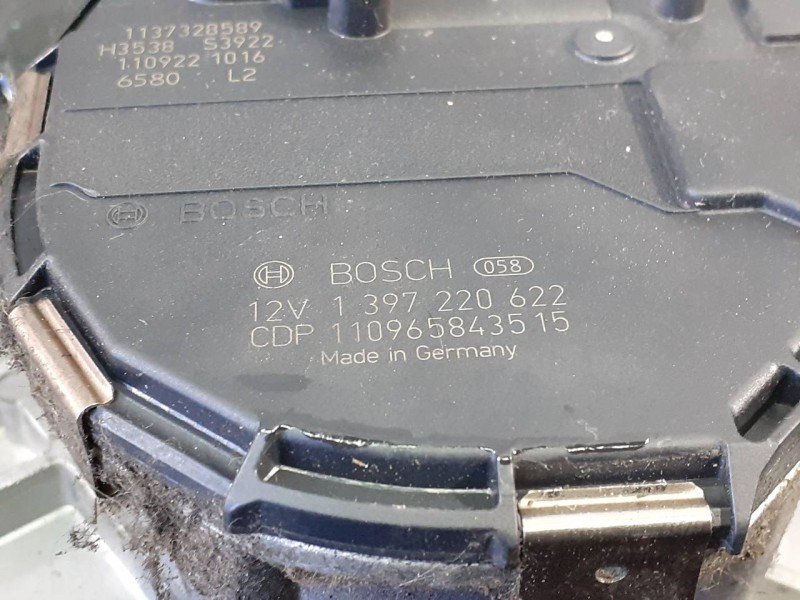 1137328589
H3538 S3922
110922 1016
6580 L2
BOSCH
BOSCH 058
12V 1 397 220 622
CDP 110965843515
Made in Germany